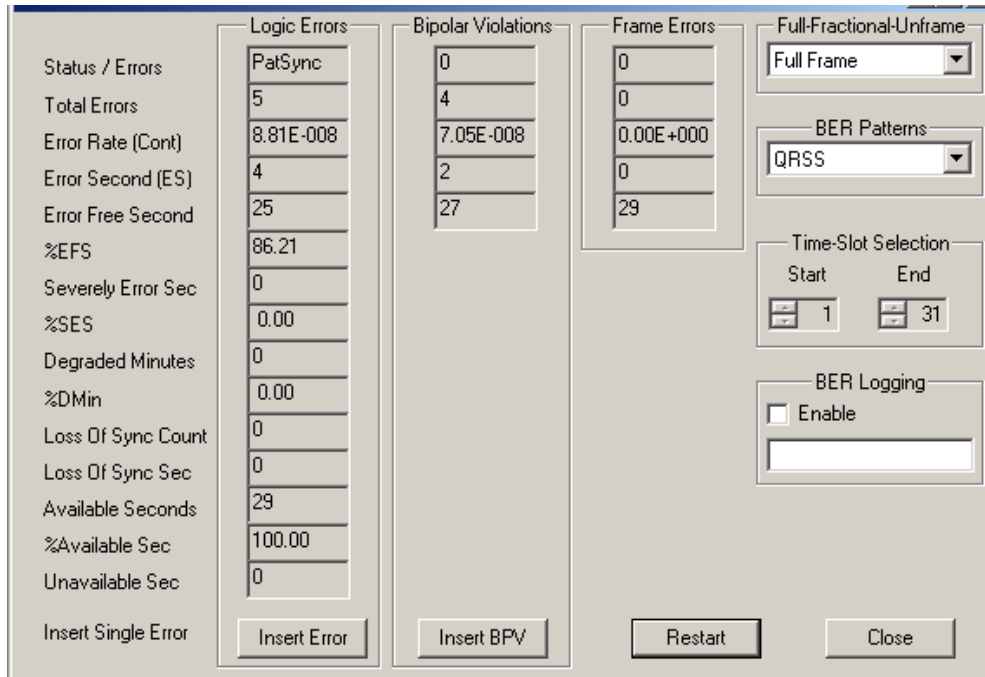 Logic Errors Bipolar Violations Frame Errors Full-Fractional-Unframe
Status / Errors PatSync 0 0 Full Frame
Total Errors 5 4 0
Error Rate (Cont) 8.81E-008 7.05E-008 0.00E+000 BER Patterns
Error Second (ES) 4 2 0 QRSS
Error Free Second 25 27 29
%EFS 86.21 Time-Slot Selection
Severely Error Sec 0 Start End
%SES 0.00 1 31
Degraded Minutes 0
%DMin 0.00 BER Logging
Loss Of Sync Count 0 Enable
Loss Of Sync Sec 0
Available Seconds 29
%Available Sec 100.00
Unavailable Sec 0
Insert Single Error Insert Error Insert BPV Restart Close